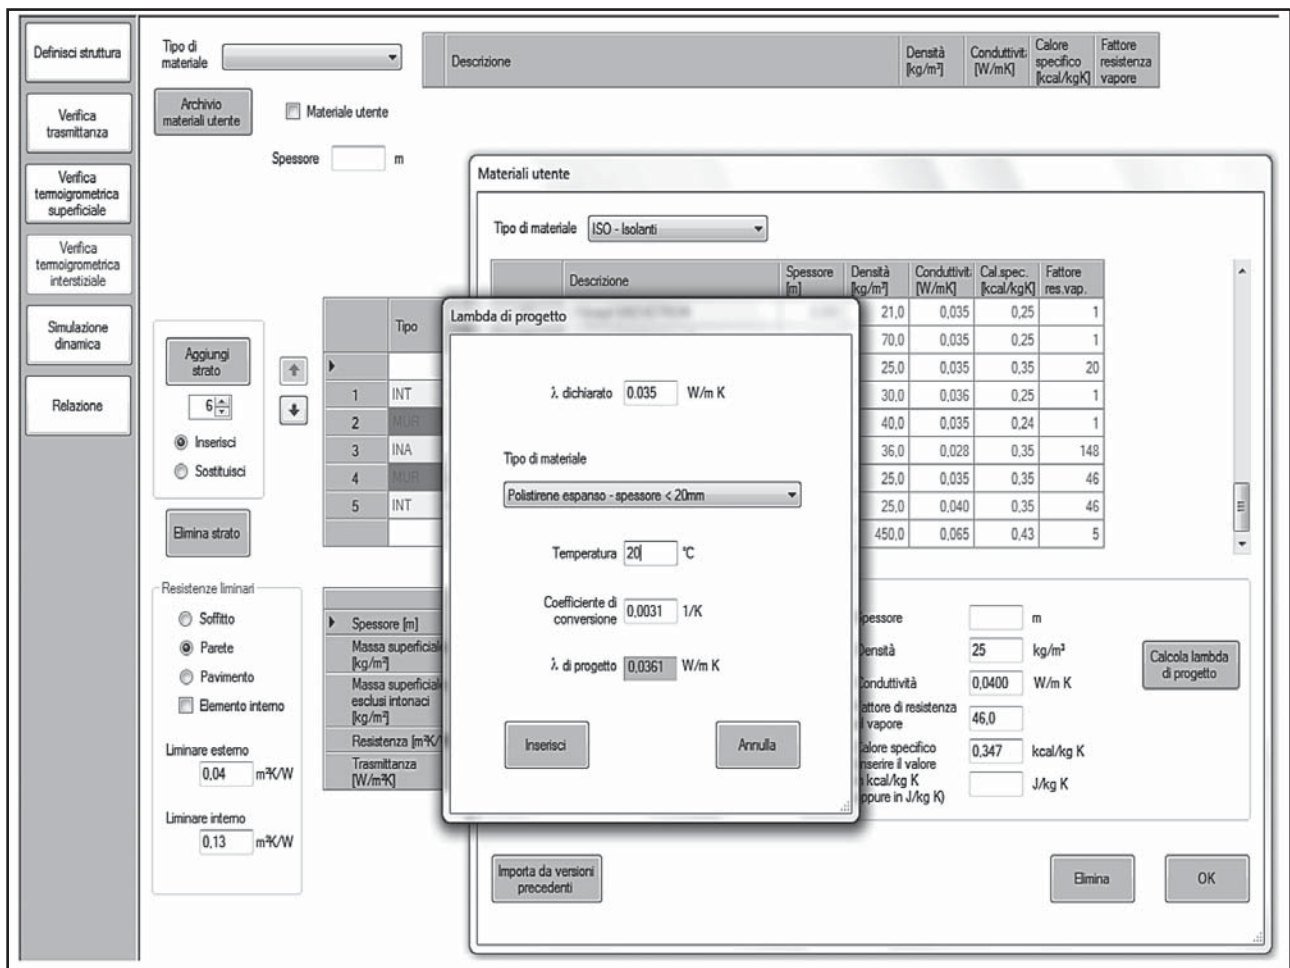 Definisci struttura
Verifica
trasmittanza
Verifica
termoigrometrica
superficiale
Verifica
termoigrometrica
interstiziale
Simulazione
dinamica
Relazione
Tipo di
materiale
Archivio
materiali utente
Materiale utente
Spessore m
Descrizione
Densità
[kg/m³]
Conduttivit
[W/mK]
Calore
specifico
[kcal/kgK]
Fattore
resistenza
vapore
Aggiungi
strato
6
Inserisci
Sostituisci
Elimina strato
Tipo
1 INT
2 MUR
3 INA
4 MUR
5 INT
Resistenze liminari
Soffitto
Parete
Pavimento
Elemento interno
Liminare esterno
0,04 m²K/W
Liminare interno
0,13 m²K/W
Spessore [m]
Massa superficiale
[kg/m²]
Massa superficiale
esclusi intonaci
[kg/m²]
Resistenza [m²K/
Trasmittanza
[W/m²K]
Materiali utente
Tipo di materiale ISO - Isolanti
Descrizione
Spessore
[m]
Densità
[kg/m³]
Conduttivit
[W/mK]
Cal.spec.
[kcal/kgK]
Fattore
res.vap.
21,0 0,035 0,25 1
70,0 0,035 0,25 1
25,0 0,035 0,35 20
30,0 0,036 0,25 1
40,0 0,035 0,24 1
36,0 0,028 0,35 148
25,0 0,035 0,35 46
25,0 0,040 0,35 46
450,0 0,065 0,43 5
Lambda di progetto
λ dichiarato 0.035 W/m K
Tipo di materiale
Polistirene espanso - spessore < 20mm
Temperatura 20 °C
Coefficiente di
conversione 0,0031 1/K
λ di progetto 0,0361 W/m K
Inserisci
Annulla
pessore m
Densità 25 kg/m³
Conduttività 0,0400 W/m K
attore di resistenza
vapore 46,0
Calore specifico
nserire il valore
kcal/kg K
ppure in J/kg K)
0,347 kcal/kg K
J/kg K
Calcola lambda
di progetto
Importa da versioni
precedenti
Elimina
OK